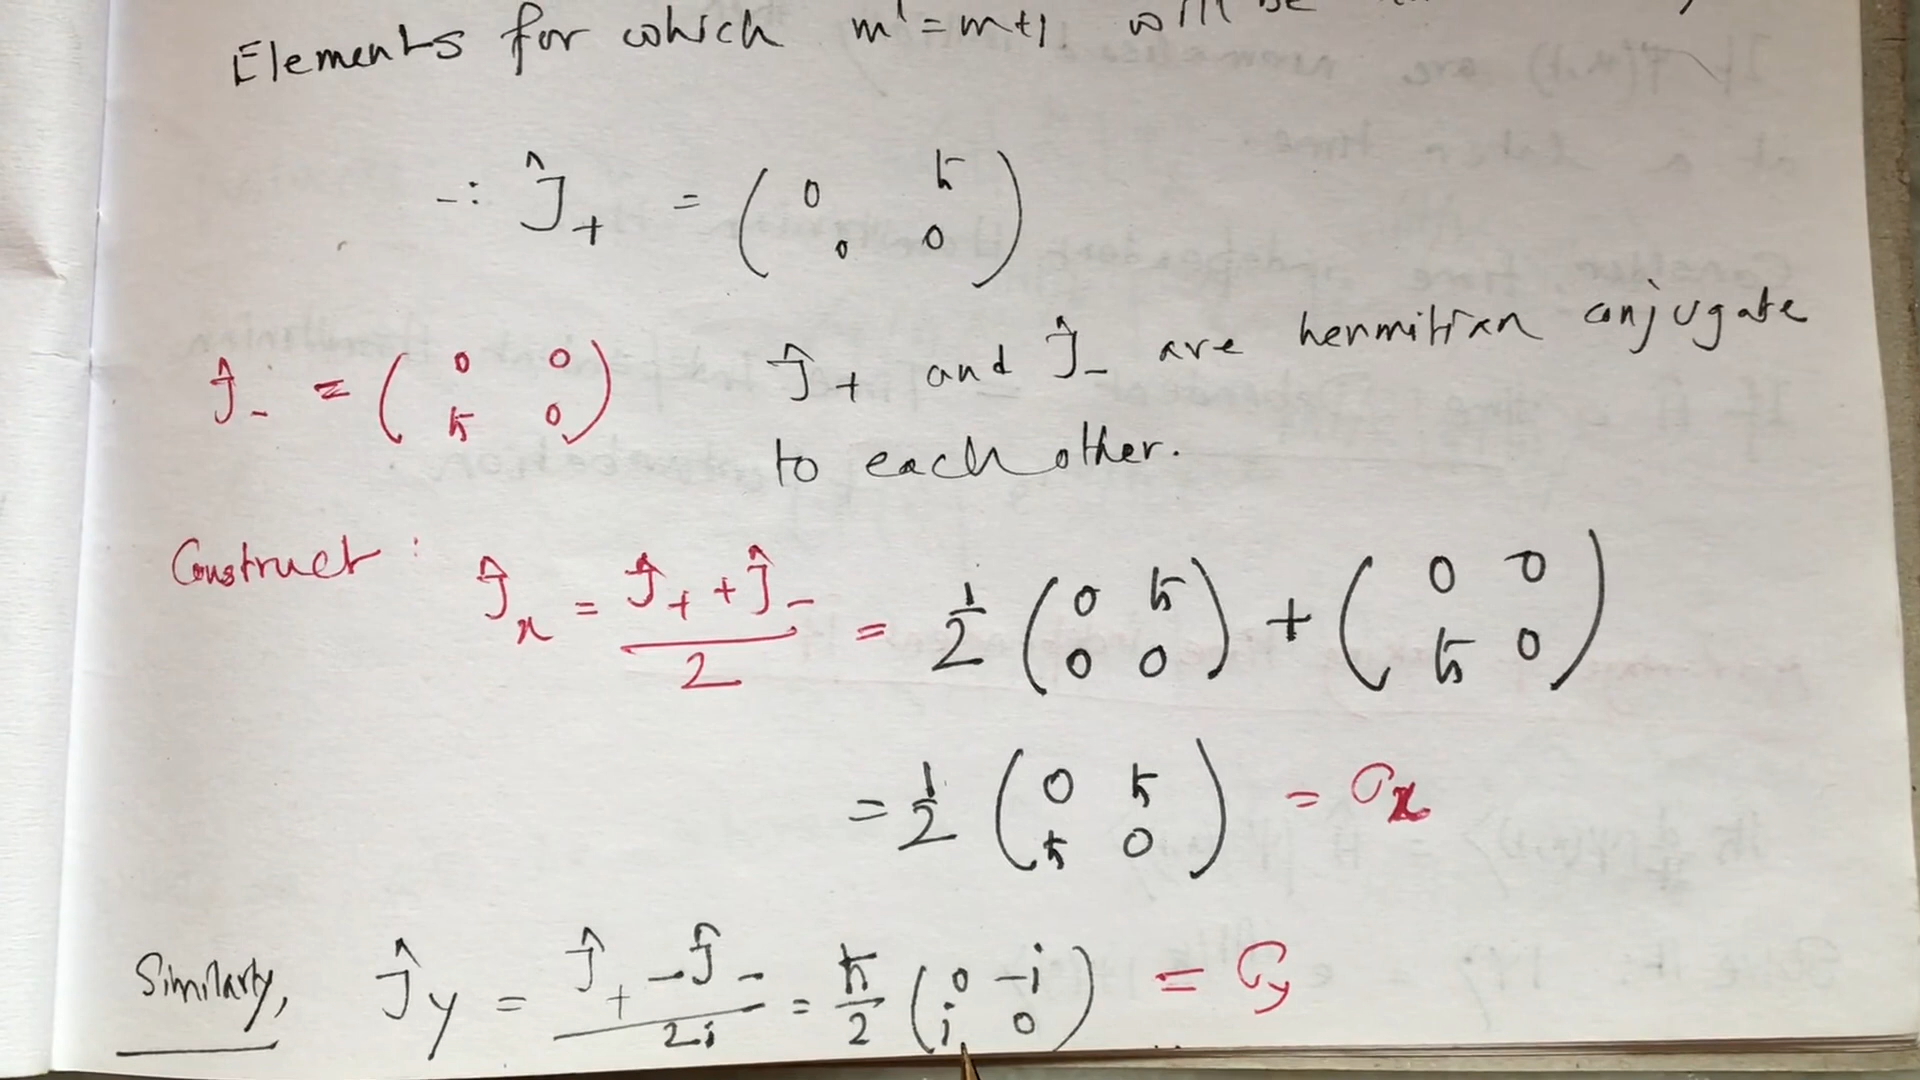 Elements for which m' = m+1 will be
∴ Ĵ₊ = ( 0 ħ
0 0 )
Ĵ₋ = ( 0 0
ħ 0 )
Ĵ₊ and Ĵ₋ are hermitian conjugate
to each other.
Construct : Ĵₓ = (Ĵ₊ + Ĵ₋)/2 = 1/2 ( 0 ħ ; 0 0 ) + ( 0 0 ; ħ 0 )
= 1/2 ( 0 ħ ; ħ 0 ) = σₓ
Similarly, Ĵy = (Ĵ₊ − Ĵ₋)/2i = ħ/2 ( 0 −i ; i 0 ) = σy